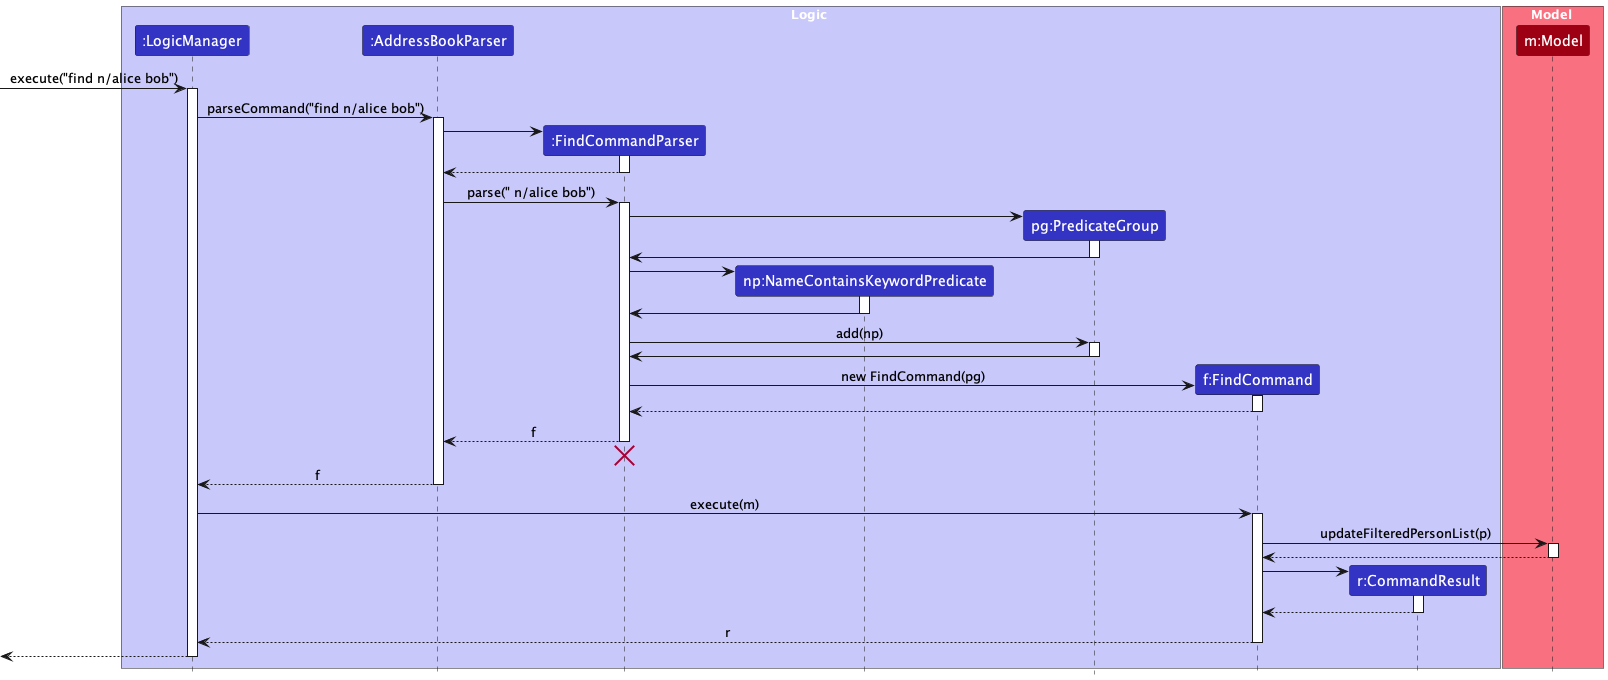 Logic
Model
:LogicManager
:AddressBookParser
m:Model
execute("find n/alice bob")
parseCommand("find n/alice bob")
:FindCommandParser
parse(" n/alice bob")
pg:PredicateGroup
np:NameContainsKeywordPredicate
add(np)
new FindCommand(pg)
f:FindCommand
f
f
execute(m)
updateFilteredPersonList(p)
r:CommandResult
r